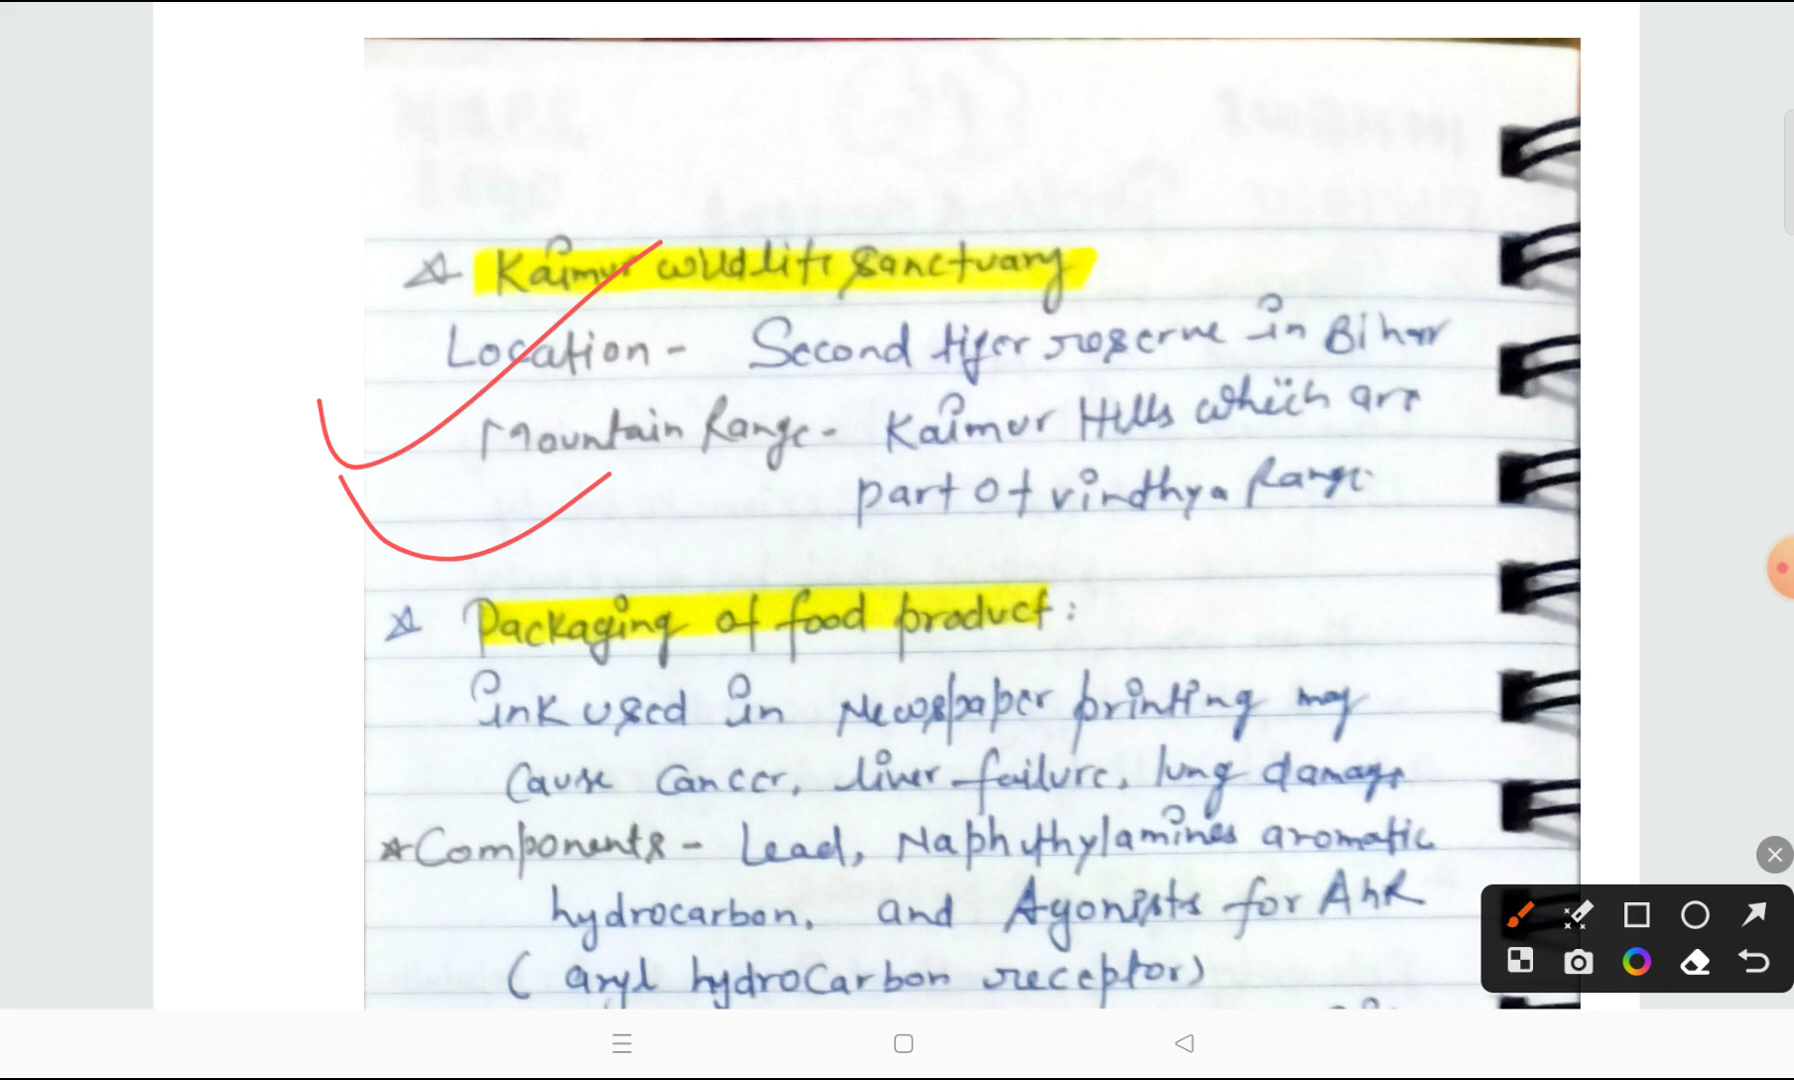 Kaimur wildlife Sanctuary
Location - Second tiger reserve in Bihar
Mountain Range - Kaimur Hills which are
part of vindhya Range
Packaging of food product :
ink used in Newspaper printing may
Cause Cancer, liver failure, lung damage
Components - Lead, Naphuthylamines aromatic
hydrocarbon, and Agonists for AhR
( aryl hydrocarbon receptor)